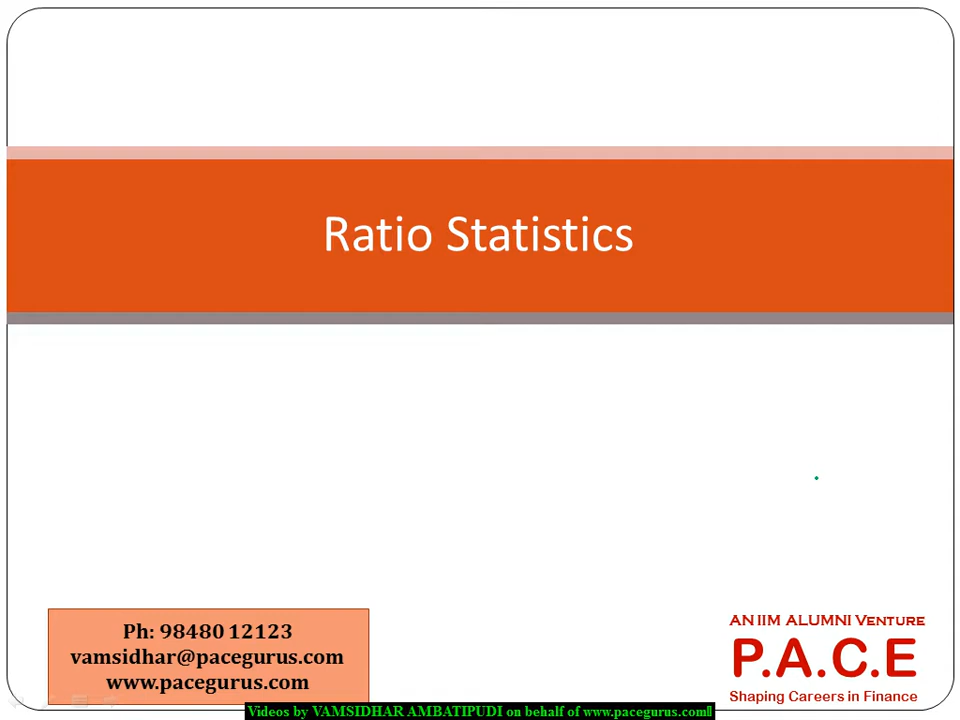 Ratio Statistics
Ph: 98480 12123
vamsidhar@pacegurus.com
www.pacegurus.com
AN IIM ALUMNI VENTURE
P.A.C.E
Shaping Careers in Finance
Videos by VAMSIDHAR AMBATIPUDI on behalf of www.pacegurus.com